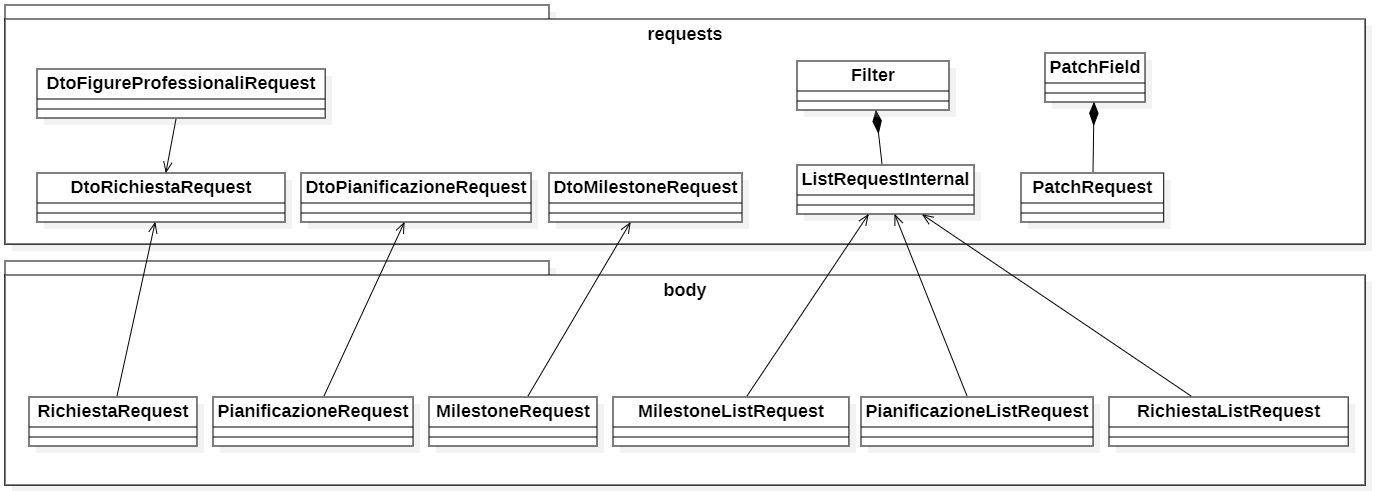 requests
DtoFigureProfessionaliRequest
Filter
PatchField
DtoRichiestaRequest
DtoPianificazioneRequest
DtoMilestoneRequest
ListRequestInternal
PatchRequest
body
RichiestaRequest
PianificazioneRequest
MilestoneRequest
MilestoneListRequest
PianificazioneListRequest
RichiestaListRequest